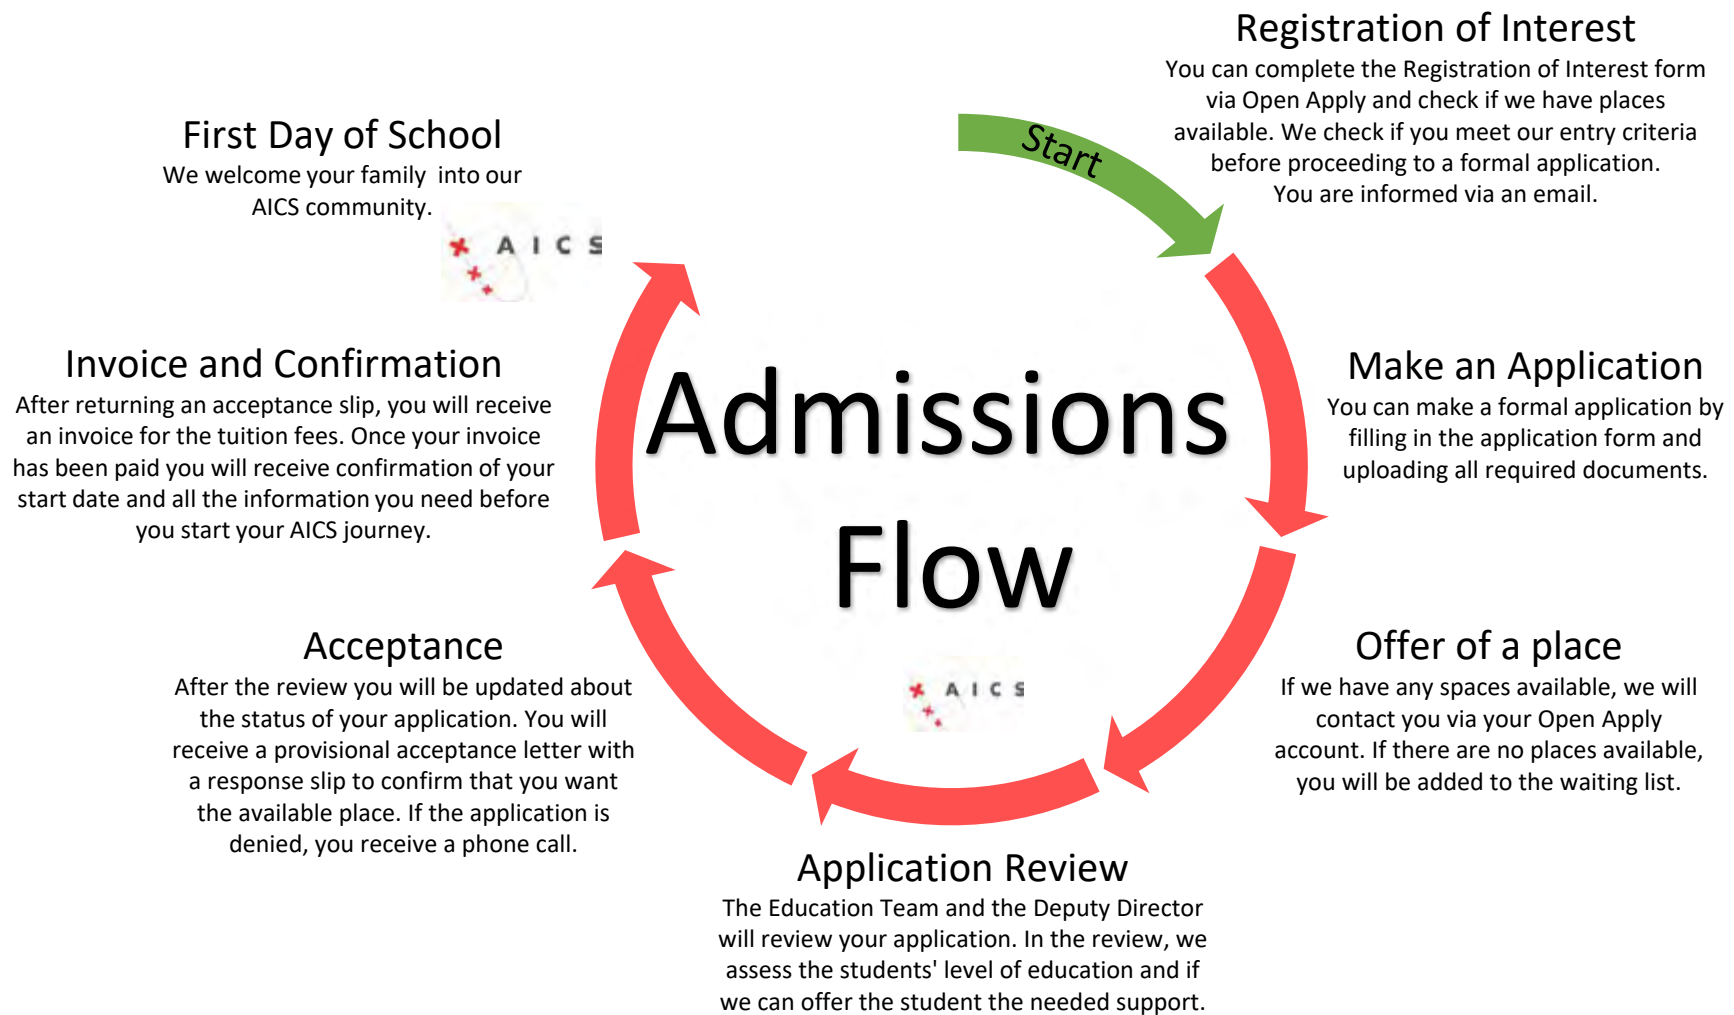 Start
Registration of Interest
You can complete the Registration of Interest form
via Open Apply and check if we have places
available. We check if you meet our entry criteria
before proceeding to a formal application.
You are informed via an email.
Make an Application
You can make a formal application by
filling in the application form and
uploading all required documents.
Offer of a place
If we have any spaces available, we will
contact you via your Open Apply
account. If there are no places available,
you will be added to the waiting list.
Application Review
The Education Team and the Deputy Director
will review your application. In the review, we
assess the students' level of education and if
we can offer the student the needed support.
Acceptance
After the review you will be updated about
the status of your application. You will
receive a provisional acceptance letter with
a response slip to confirm that you want
the available place. If the application is
denied, you receive a phone call.
Invoice and Confirmation
After returning an acceptance slip, you will receive
an invoice for the tuition fees. Once your invoice
has been paid you will receive confirmation of your
start date and all the information you need before
you start your AICS journey.
First Day of School
We welcome your family into our
AICS community.
AICS
Admissions
Flow
AICS